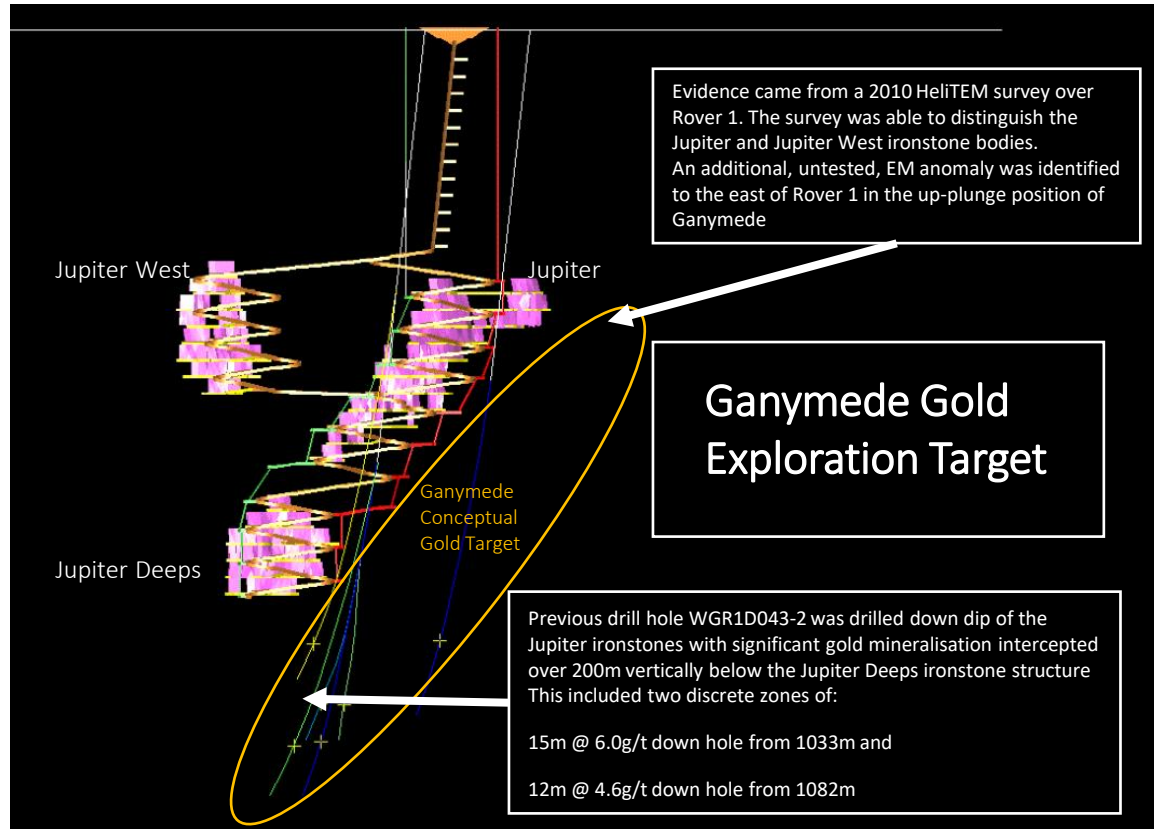 Evidence came from a 2010 HeliTEM survey over
Rover 1. The survey was able to distinguish the
Jupiter and Jupiter West ironstone bodies.
An additional, untested, EM anomaly was identified
to the east of Rover 1 in the up-plunge position of
Ganymede
Jupiter West
Jupiter
Ganymede Gold
Exploration Target
Ganymede
Conceptual
Gold Target
Jupiter Deeps
Previous drill hole WGR1D043-2 was drilled down dip of the
Jupiter ironstones with significant gold mineralisation intercepted
over 200m vertically below the Jupiter Deeps ironstone structure
This included two discrete zones of:
15m @ 6.0g/t down hole from 1033m and
12m @ 4.6g/t down hole from 1082m